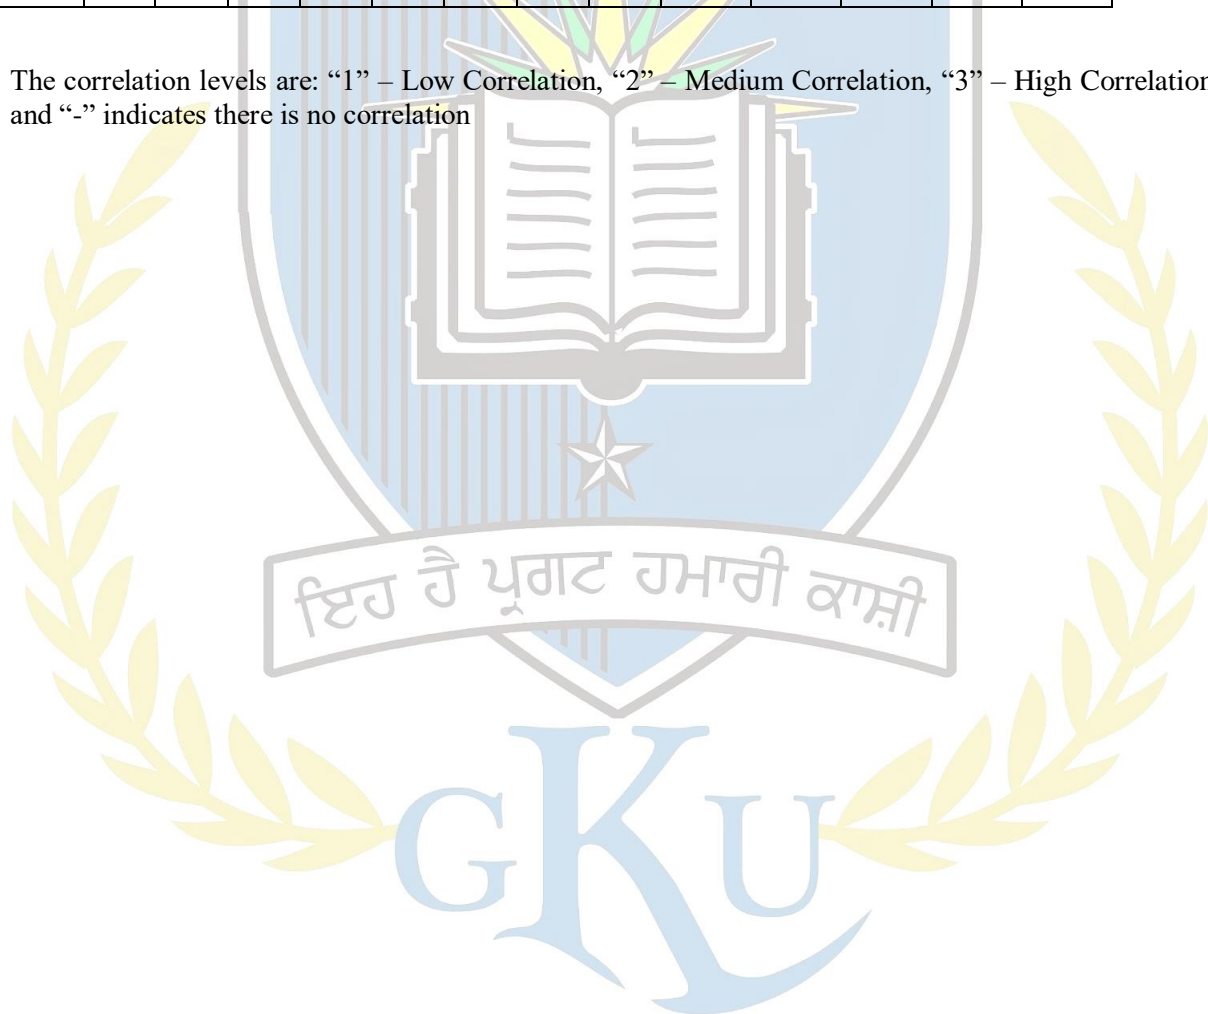 The correlation levels are: “1” – Low Correlation, “2” – Medium Correlation, “3” – High Correlation
and “-” indicates there is no correlation
ਇਹ ਹੈ ਪ੍ਰਗਟ ਹਮਾਰੀ ਕਾਸ਼ੀ
GKU